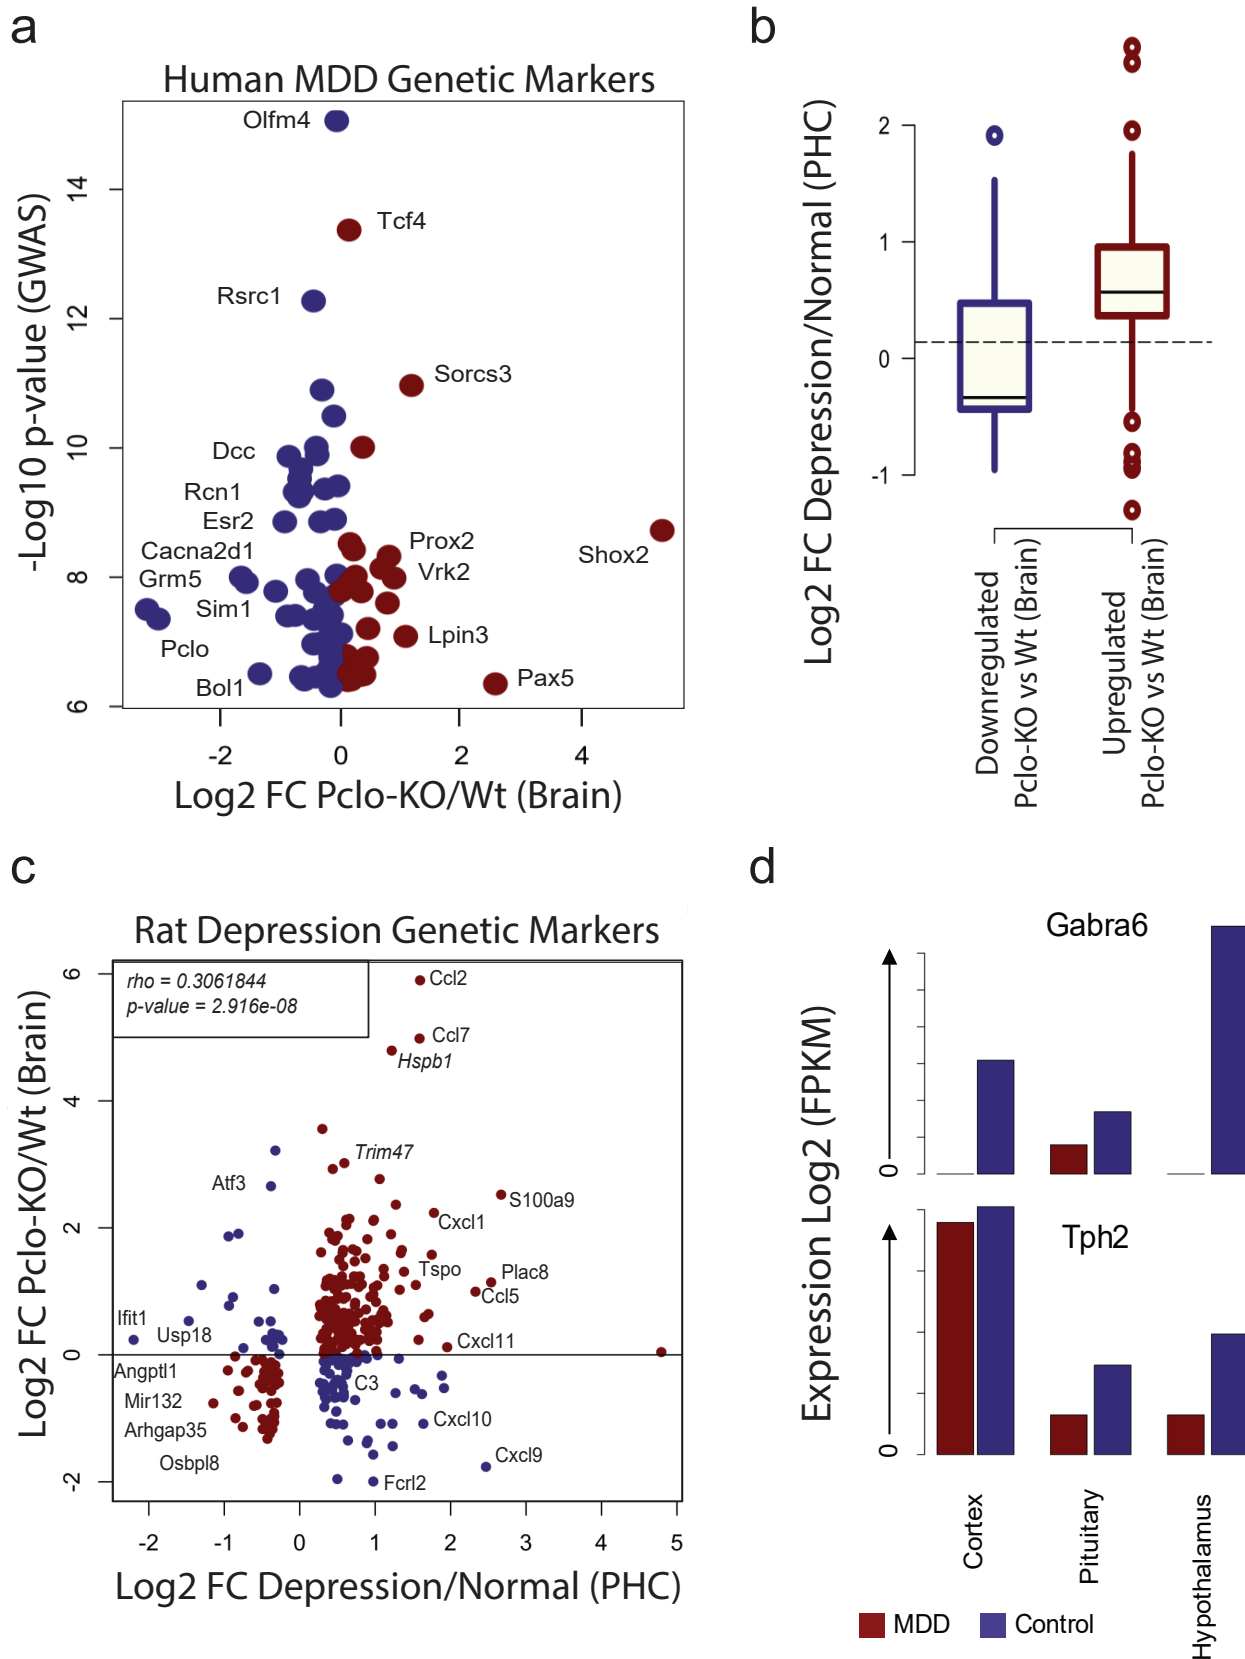 a
Human MDD Genetic Markers
-Log10 p-value (GWAS)
14
12
10
8
6
Olfm4
Tcf4
Rsrc1
Sorcs3
Dcc
Rcn1
Esr2
Cacna2d1
Grm5
Sim1
Pclo
Bol1
Prox2
Vrk2
Shox2
Lpin3
Pax5
-2
0
2
4
Log2 FC Pclo-KO/Wt (Brain)
b
Log2 FC Depression/Normal (PHC)
2
1
0
-1
Downregulated
Pclo-KO vs Wt (Brain)
Upregulated
Pclo-KO vs Wt (Brain)
c
Rat Depression Genetic Markers
Log2 FC Pclo-KO/Wt (Brain)
6
4
2
0
-2
rho = 0.3061844
p-value = 2.916e-08
Ccl2
Ccl7
Hspb1
Trim47
Atf3
S100a9
Cxcl1
Tspo
Plac8
Ccl5
Ifit1
Usp18
Cxcl11
Angptl1
C3
Mir132
Cxcl10
Arhgap35
Osbpl8
Cxcl9
Fcrl2
-2
-1
0
1
2
3
4
5
Log2 FC Depression/Normal (PHC)
d
Expression Log2 (FPKM)
Gabra6
0
Tph2
0
Cortex
Pituitary
Hypothalamus
MDD
Control